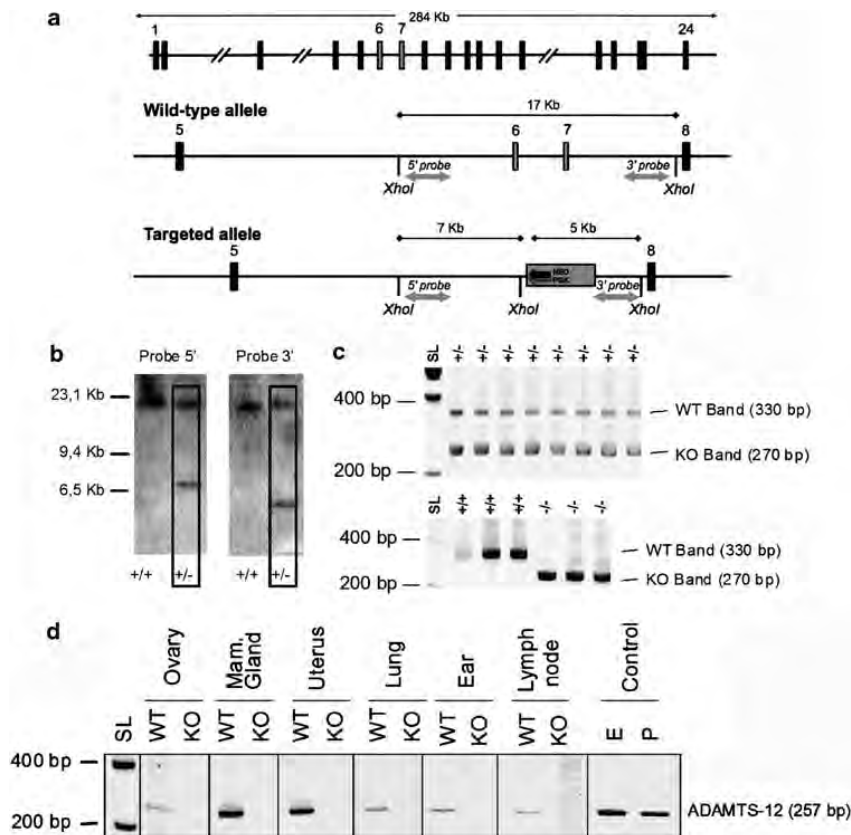 a
284 Kb
1 6 7 24
Wild-type allele
17 Kb
5 6 7 8
5' probe 3' probe
XhoI XhoI
Targeted allele
7 Kb 5 Kb
5 8
NEO
PGK
5' probe 3' probe
XhoI XhoI XhoI
b
Probe 5' Probe 3'
23,1 Kb
9,4 Kb
6,5 Kb
+/+ +/- +/+ +/-
c
SL +/- +/- +/- +/- +/- +/- +/- +/-
400 bp
WT Band (330 bp)
KO Band (270 bp)
200 bp
SL +/+ +/+ +/+ -/- -/- -/-
400 bp
WT Band (330 bp)
KO Band (270 bp)
200 bp
d
Ovary Mam. Gland Uterus Lung Ear Lymph node Control
SL WT KO WT KO WT KO WT KO WT KO WT KO E P
400 bp
ADAMTS-12 (257 bp)
200 bp